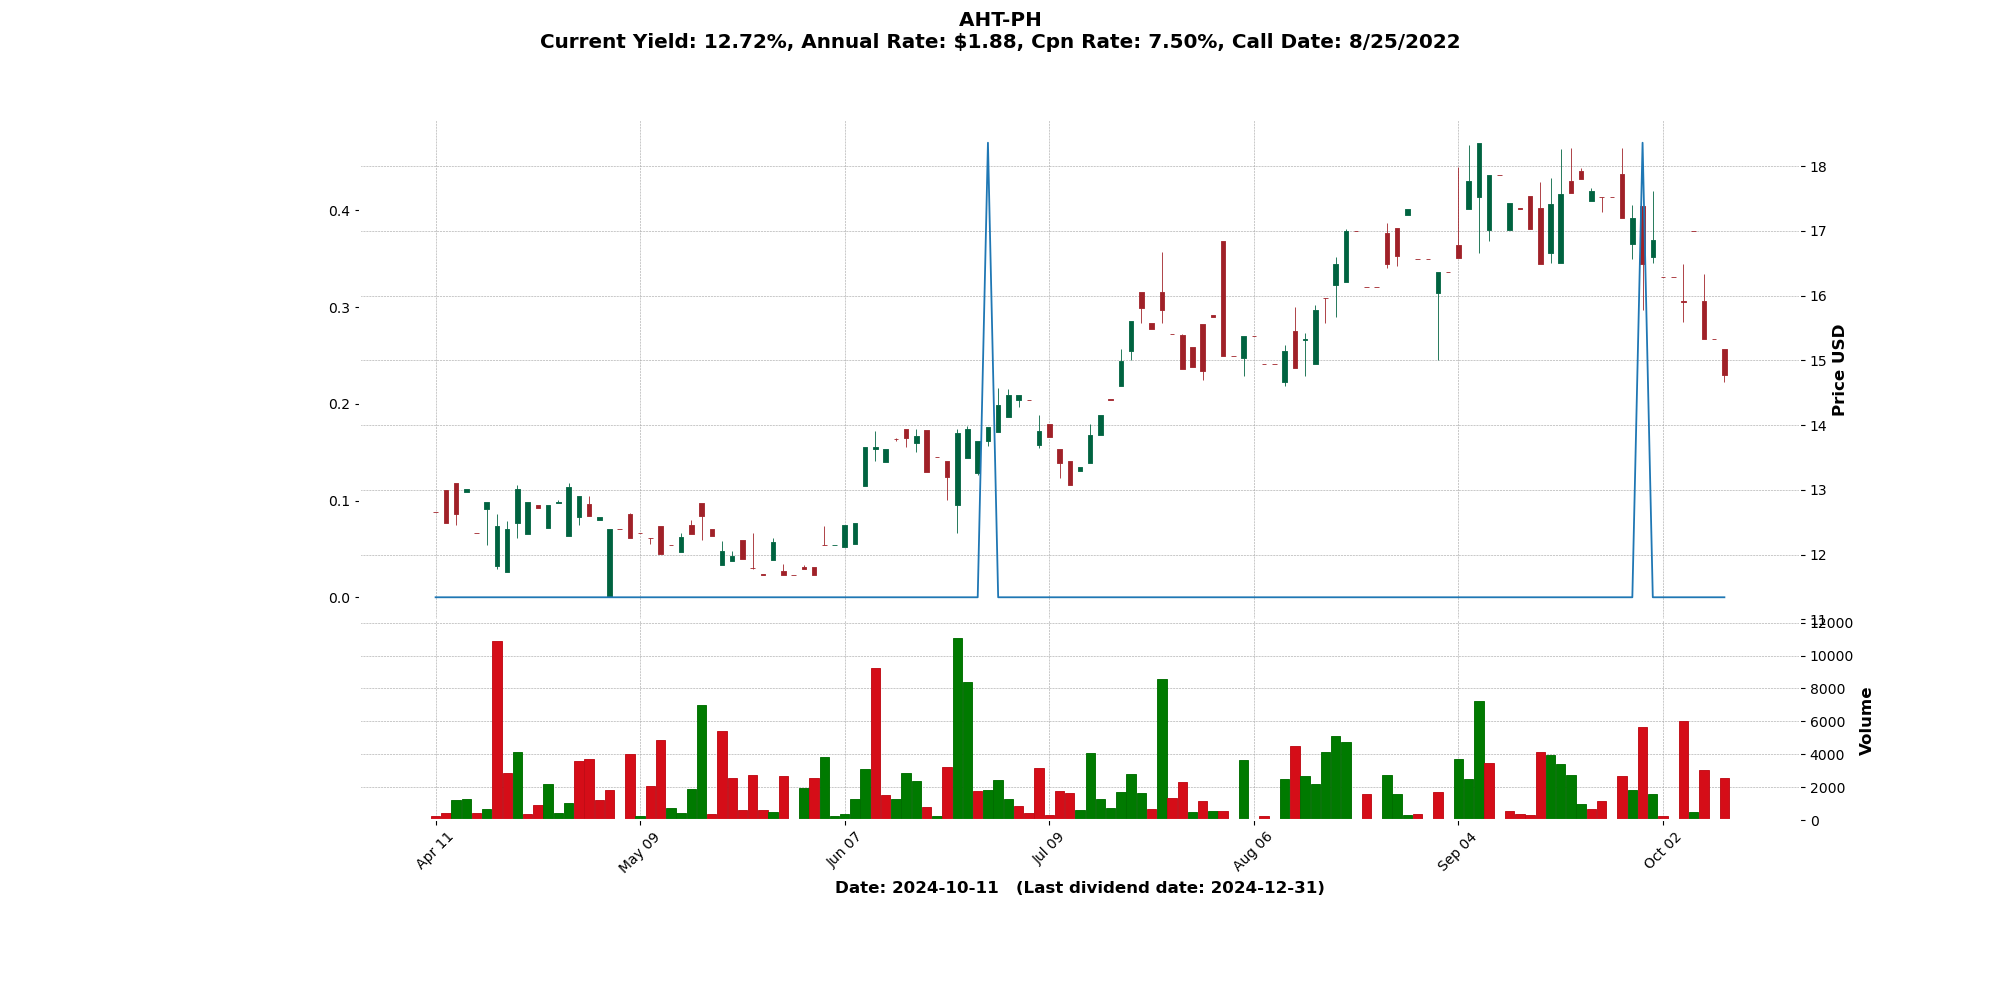 AHT-PH
Current Yield: 12.72%, Annual Rate: $1.88, Cpn Rate: 7.50%, Call Date: 8/25/2022
0.4
0.3
0.2
0.1
0.0
18
17
16
15
14
13
12
11
Price USD
12000
10000
8000
6000
4000
2000
0
Volume
Apr 11
May 09
Jun 07
Jul 09
Aug 06
Sep 04
Oct 02
Date: 2024-10-11 (Last dividend date: 2024-12-31)